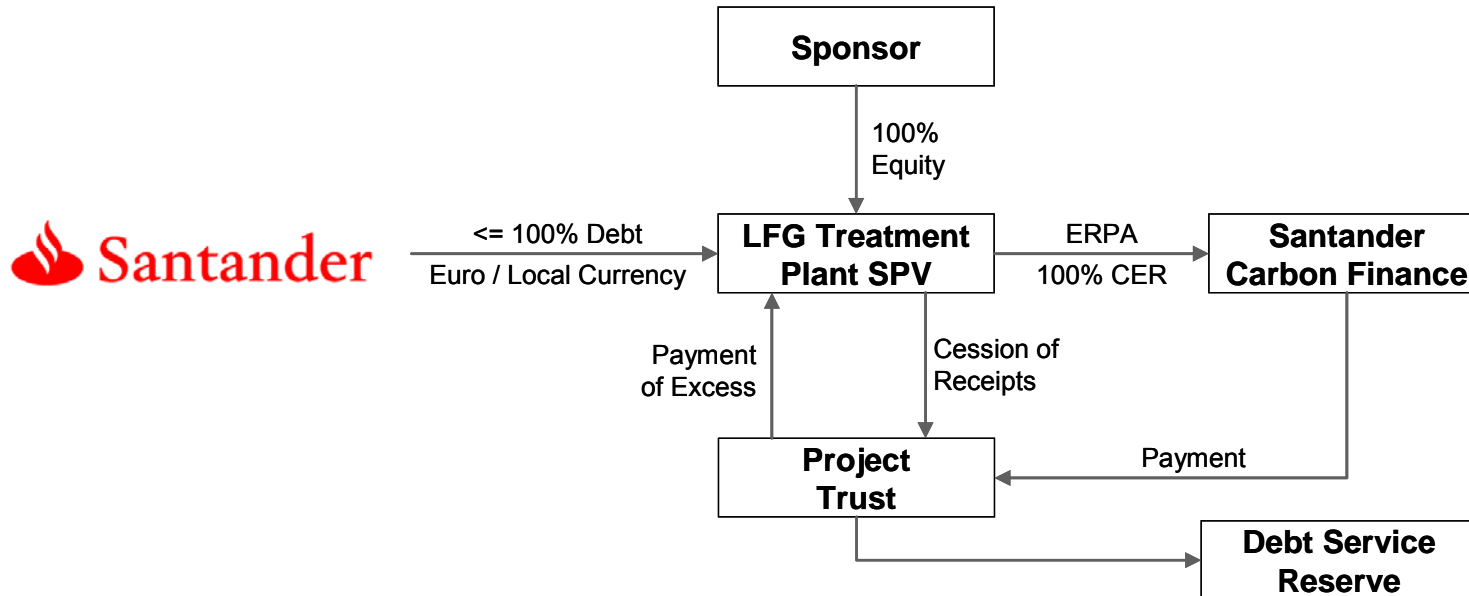 Sponsor
100%
Equity
Santander
<= 100% Debt
Euro / Local Currency
LFG Treatment
Plant SPV
ERPA
100% CER
Santander
Carbon Finance
Payment
of Excess
Cession of
Receipts
Project
Trust
Payment
Debt Service
Reserve